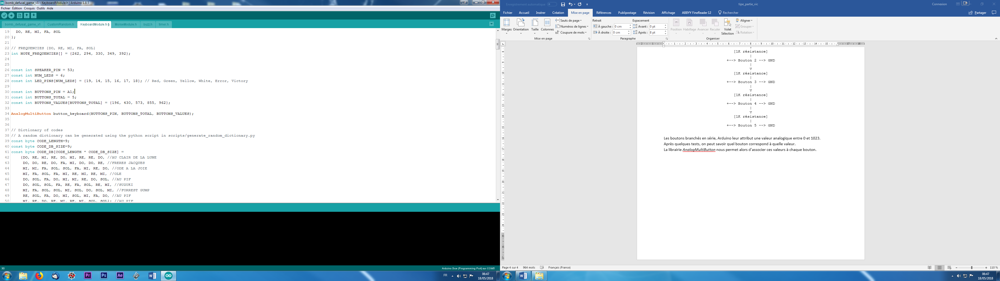 bomb_defusal_game_v1 - KeyboardModule.h | Arduino 1.8.5
Fichier Édition Croquis Outils Aide
bomb_defusal_game_v1 CustomRandom.h KeyboardModule.h § MorseModule.h buzz.h timer.h
19 DO, RE, MI, FA, SOL
20 };
21
22 // FREQUENCIES {DO, RE, MI, FA, SOL}
23 int NOTE_FREQUENCIES[] = {262, 294, 330, 349, 392};
24
25
26 const int SPEAKER_PIN = 53;
27 const int NUM_LEDS = 6;
28 const int LED_PINS[NUM_LEDS] = {19, 14, 15, 16, 17, 18}; // Red, Green, Yellow, White, Error, Victory
29
30 const int BUTTONS_PIN = A1;
31 const int BUTTONS_TOTAL = 5;
32 const int BUTTONS_VALUES[BUTTONS_TOTAL] = {196, 430, 573, 855, 962};
33
34 AnalogMultiButton button_keyboard(BUTTONS_PIN, BUTTONS_TOTAL, BUTTONS_VALUES);
35
36
37 // Dictionary of codes
38 // A random dictionary can be generated using the python script in scripts/generate_random_dictionary.py
39 const byte CODE_LENGTH=9;
40 const byte CODE_DB_SIZE=9;
41 const byte CODE_DB[CODE_LENGTH * CODE_DB_SIZE] =
42 {DO, RE, MI, RE, DO, MI, RE, RE, DO, //AU CLAIR DE LA LUNE
43 DO, DO, RE, DO, FA, MI, DO, DO, RE, //FRERES JACQUES
44 MI, MI, FA, SOL, SOL, FA, MI, RE, DO, //ODE A LA JOIE
45 MI, FA, SOL, FA, MI, RE, MI, RE, MI, //OLE
46 DO, SOL, FA, DO, MI, MI, RE, DO, SOL, //AU PIF
47 DO, SOL, SOL, FA, RE, FA, SOL, RE, MI, //SUZUKI
48 MI, FA, SOL, SOL, MI, SOL, DO, SOL, MI, //FORREST GUMP
49 RE, SOL, FA, DO, MI, SOL, MI, FA, DO, //AU PIF
50 MI, RE, DO, RE, MI, RE, MI, SOL, SOL}; //AU PIF
30
Arduino Due (Programming Port) sur COM5
Pr Ps Ae
FR 06:47
18/05/2018
Enregistrement automatique tipe_partie_vic Connexion
Fichier Accueil Insérer Création Mise en page Références Publipostage Révision Affichage ABBYY FineReader 12 Rechercher Partager
Marges Orientation Taille Colonnes
Sauts de page
Numéros de lignes
Coupure de mots
Mise en page
Retrait Espacement
À gauche : 0 cm Avant : 0 pt
À droite : 0 cm Après : 8 pt
Paragraphe
Position Habillage Avancer Reculer Volet Sélection
Aligner
Grouper
Rotation
Organiser
[1K résistance]
|
+--> Bouton 2 --> GND
|
V
[1K résistance]
|
+--> Bouton 3 --> GND
|
V
[1K résistance]
|
+--> Bouton 4 --> GND
|
V
[1K résistance]
|
+--> Bouton 5 --> GND
Les boutons branchés en série, Arduino leur attribut une valeur analogique entre 0 et 1023.
Après quelques tests, on peut savoir quel bouton correspond à quelle valeur.
La librairie AnalogMultiButton nous permet alors d'associer ces valeurs à chaque bouton.
Page 4 sur 4 964 mots Français (France) 110 %
06:47
18/05/2018